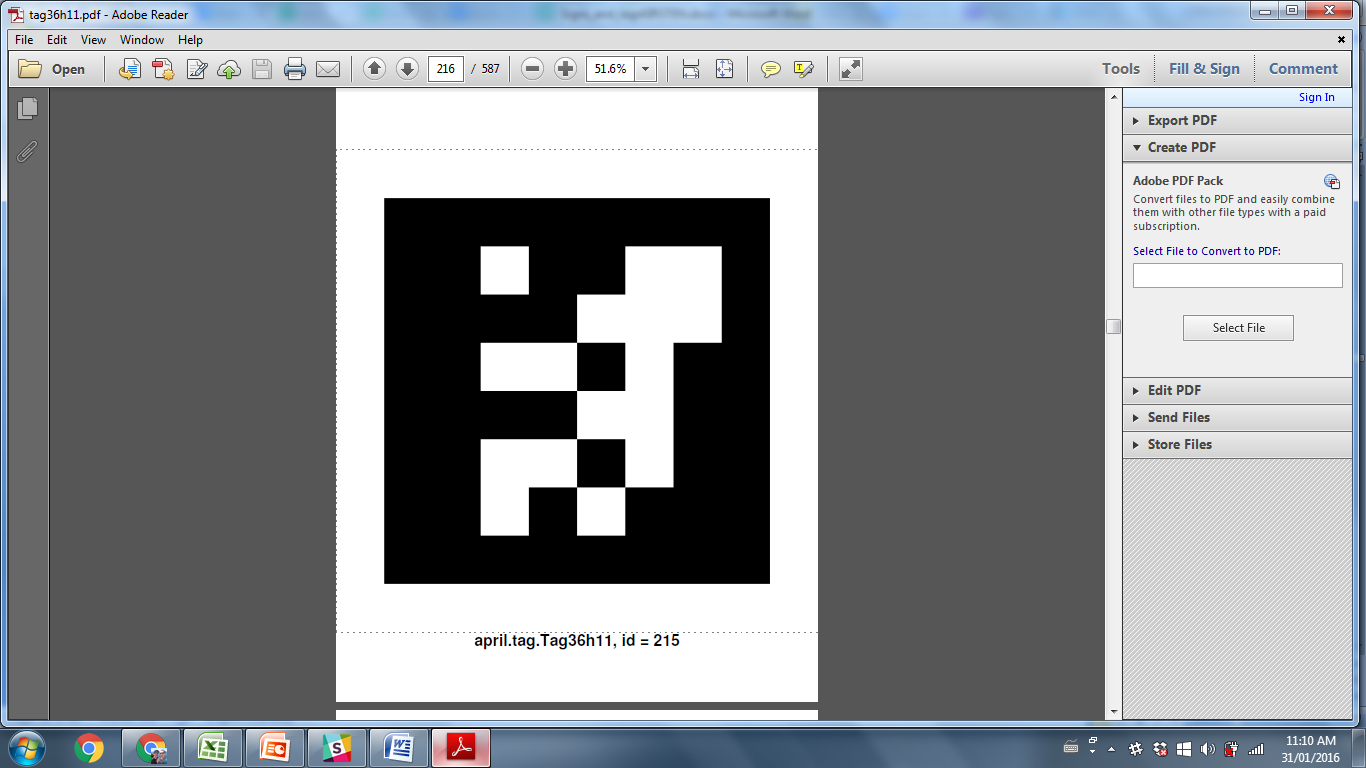 tag36h11.pdf - Adobe Reader
File Edit View Window Help
Open 216 / 587 51.6% Tools Fill & Sign Comment
Sign In
Export PDF
Create PDF
Adobe PDF Pack
Convert files to PDF and easily combine
them with other file types with a paid
subscription.
Select File to Convert to PDF:
Select File
Edit PDF
Send Files
Store Files
april.tag.Tag36h11, id = 215
11:10 AM
31/01/2016